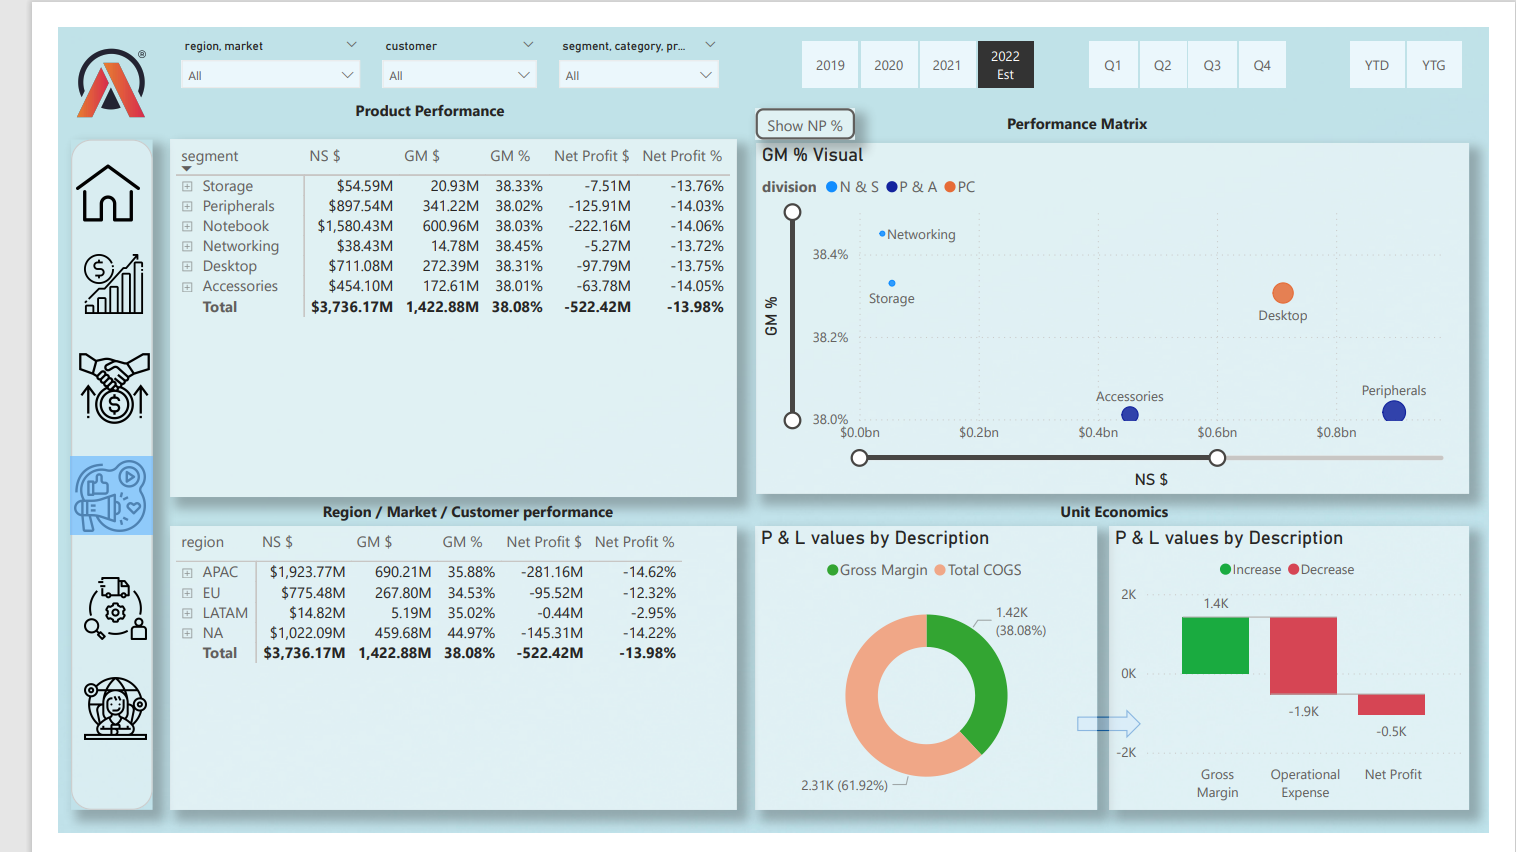 region, market
customer
segment, category, pr...
All
All
All
2019
2020
2021
2022
Est
Q1
Q2
Q3
Q4
YTD
YTG
®
Product Performance
segment NS $ GM $ GM % Net Profit $ Net Profit %
Storage $54.59M 20.93M 38.33% -7.51M -13.76%
Peripherals $897.54M 341.22M 38.02% -125.91M -14.03%
Notebook $1,580.43M 600.96M 38.03% -222.16M -14.06%
Networking $38.43M 14.78M 38.45% -5.27M -13.72%
Desktop $711.08M 272.39M 38.31% -97.79M -13.75%
Accessories $454.10M 172.61M 38.01% -63.78M -14.05%
Total $3,736.17M 1,422.88M 38.08% -522.42M -13.98%
Show NP %
Performance Matrix
GM % Visual
division N & S P & A PC
Networking
38.4%
Storage
Desktop
GM %
38.2%
Peripherals
Accessories
38.0%
$0.0bn $0.2bn $0.4bn $0.6bn $0.8bn
NS $
Region / Market / Customer performance
region NS $ GM $ GM % Net Profit $ Net Profit %
APAC $1,923.77M 690.21M 35.88% -281.16M -14.62%
EU $775.48M 267.80M 34.53% -95.52M -12.32%
LATAM $14.82M 5.19M 35.02% -0.44M -2.95%
NA $1,022.09M 459.68M 44.97% -145.31M -14.22%
Total $3,736.17M 1,422.88M 38.08% -522.42M -13.98%
Unit Economics
P & L values by Description
Gross Margin Total COGS
1.42K
(38.08%)
2.31K (61.92%)
P & L values by Description
Increase Decrease
2K
1.4K
0K
-1.9K
-0.5K
-2K
Gross
Margin
Operational
Expense
Net Profit